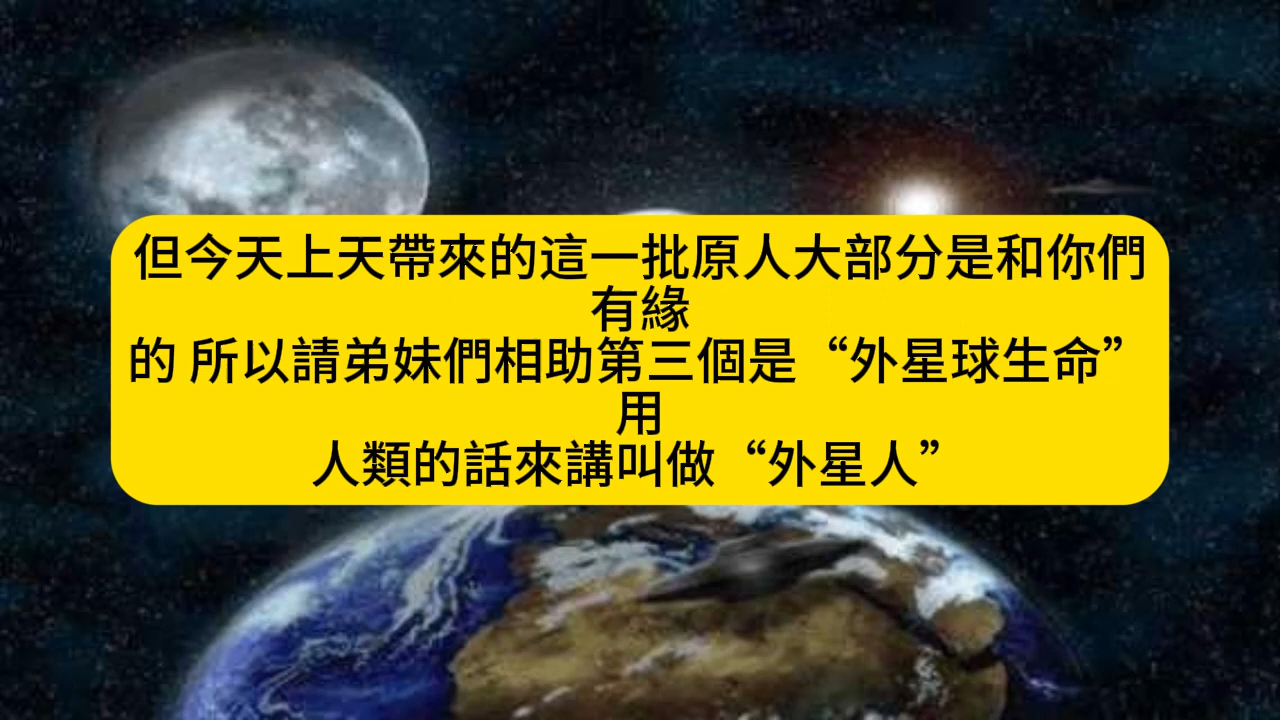 但今天上天帶來的這一批原人大部分是和你們
有緣
的 所以請弟妹們相助第三個是“外星球生命”
用
人類的話來講叫做“外星人”